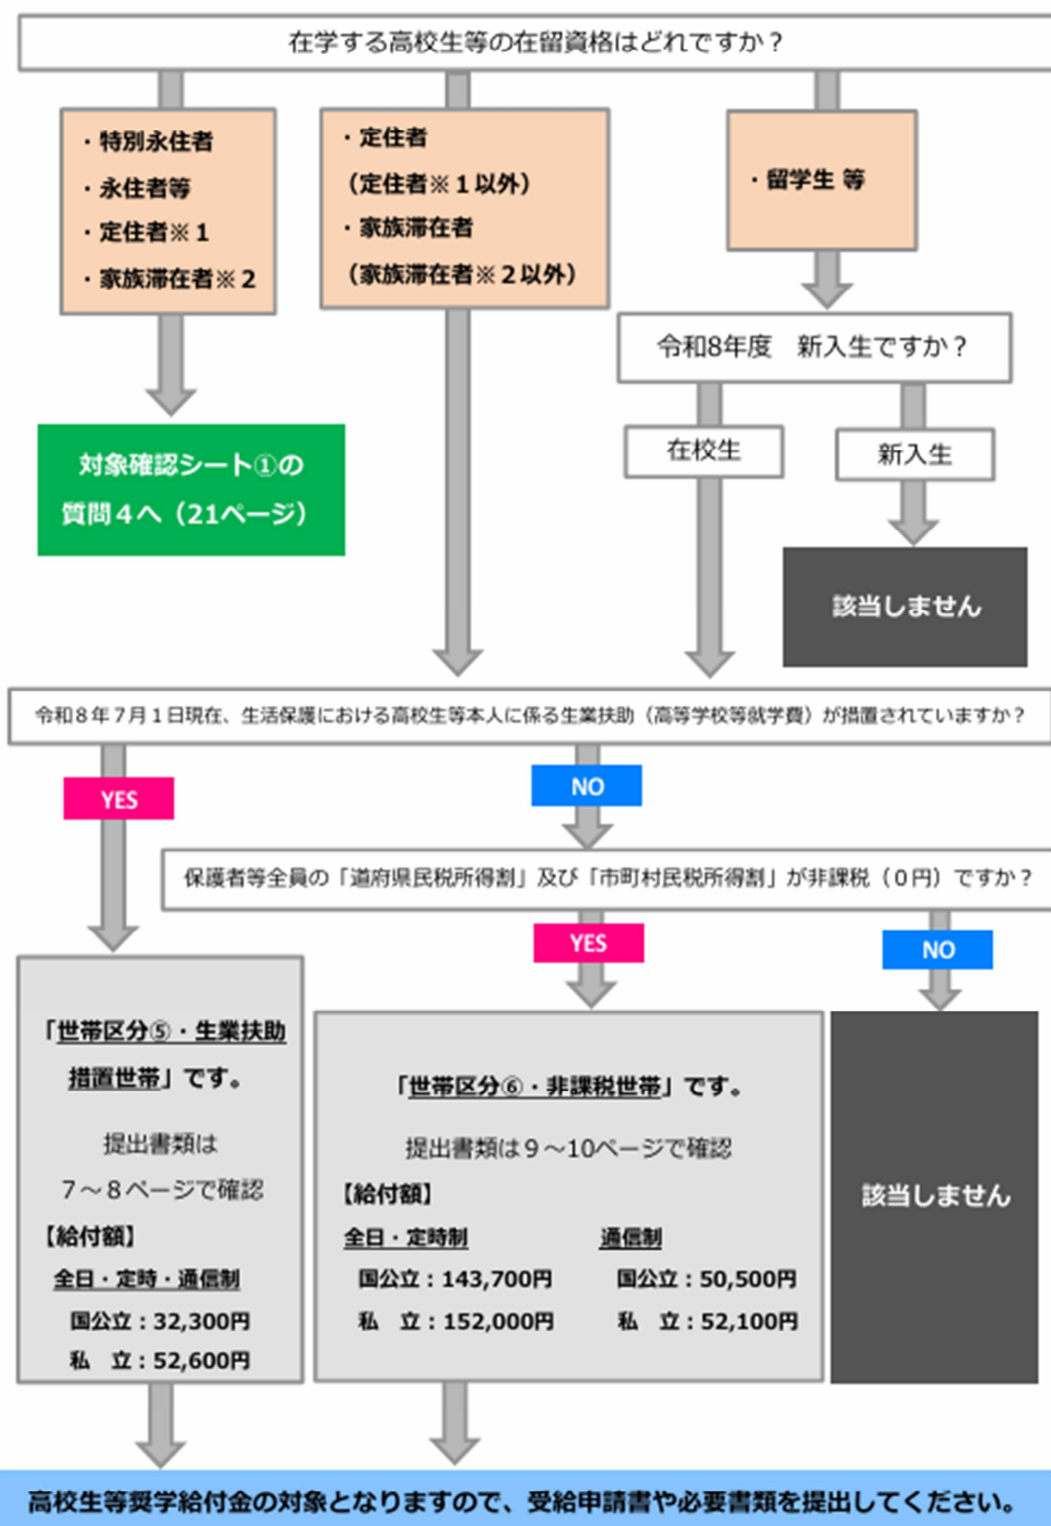 在学する高校生等の在留資格はどれですか？
・特別永住者
・永住者等
・定住者※１
・家族滞在者※２
・定住者
（定住者※１以外）
・家族滞在者
（家族滞在者※２以外）
・留学生 等
令和8年度　新入生ですか？
在校生
新入生
対象確認シート①の
質問４へ（21ページ）
該当しません
令和８年７月１日現在、生活保護における高校生等本人に係る生業扶助（高等学校等就学費）が措置されていますか？
YES
NO
保護者等全員の「道府県民税所得割」及び「市町村民税所得割」が非課税（０円）ですか？
YES
NO
「世帯区分⑤・生業扶助
措置世帯」です。
提出書類は
７～８ページで確認
【給付額】
全日・定時・通信制
国公立：32,300円
私　立：52,600円
「世帯区分⑥・非課税世帯」です。
提出書類は９～10ページで確認
【給付額】
全日・定時制
国公立：143,700円
私　立：152,000円
通信制
国公立：50,500円
私　立：52,100円
該当しません
高校生等奨学給付金の対象となりますので、受給申請書や必要書類を提出してください。